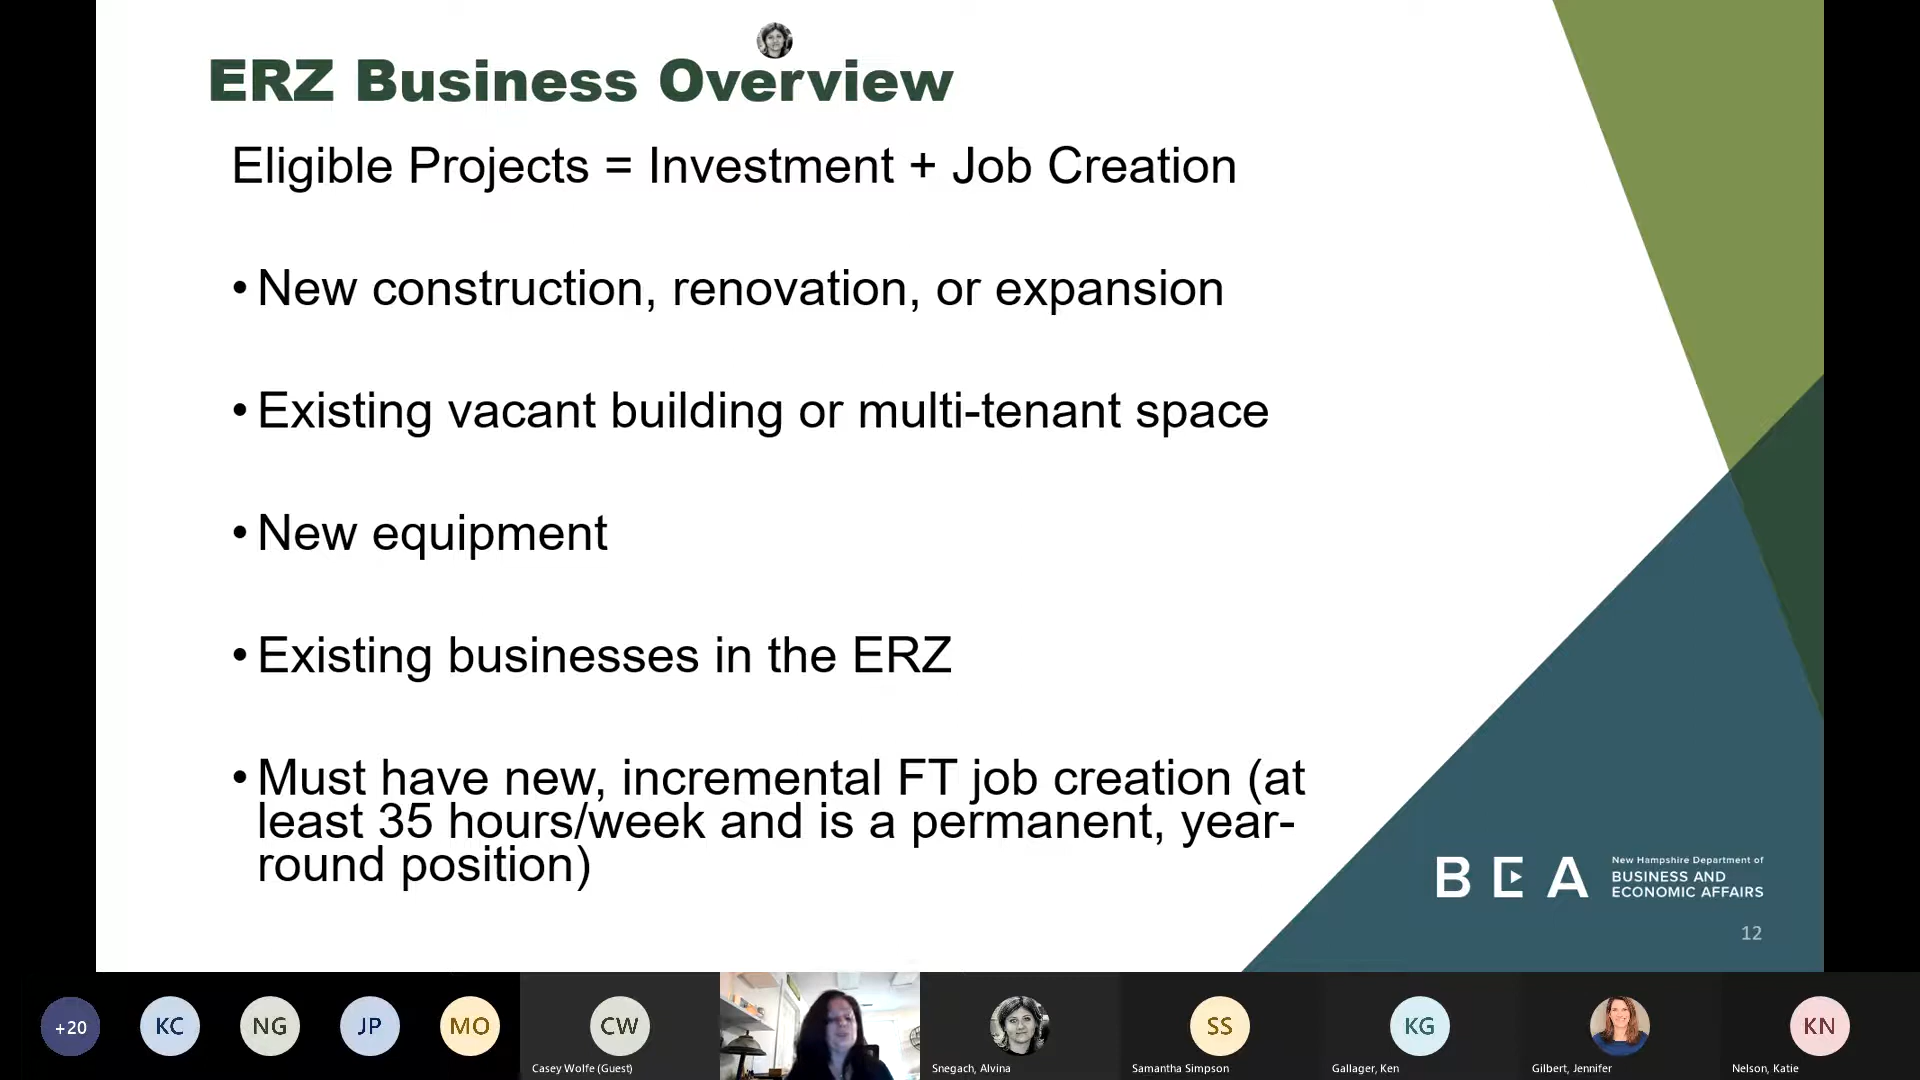 ERZ Business Overview
Eligible Projects = Investment + Job Creation
• New construction, renovation, or expansion
• Existing vacant building or multi-tenant space
• New equipment
• Existing businesses in the ERZ
• Must have new, incremental FT job creation (at
least 35 hours/week and is a permanent, year-
round position)
B E A
New Hampshire Department of
BUSINESS AND
ECONOMIC AFFAIRS
12
+20
KC
NG
JP
MO
CW
Casey Wolfe (Guest)
Snegach, Alvina
SS
Samantha Simpson
KG
Gallager, Ken
Gilbert, Jennifer
KN
Nelson, Katie